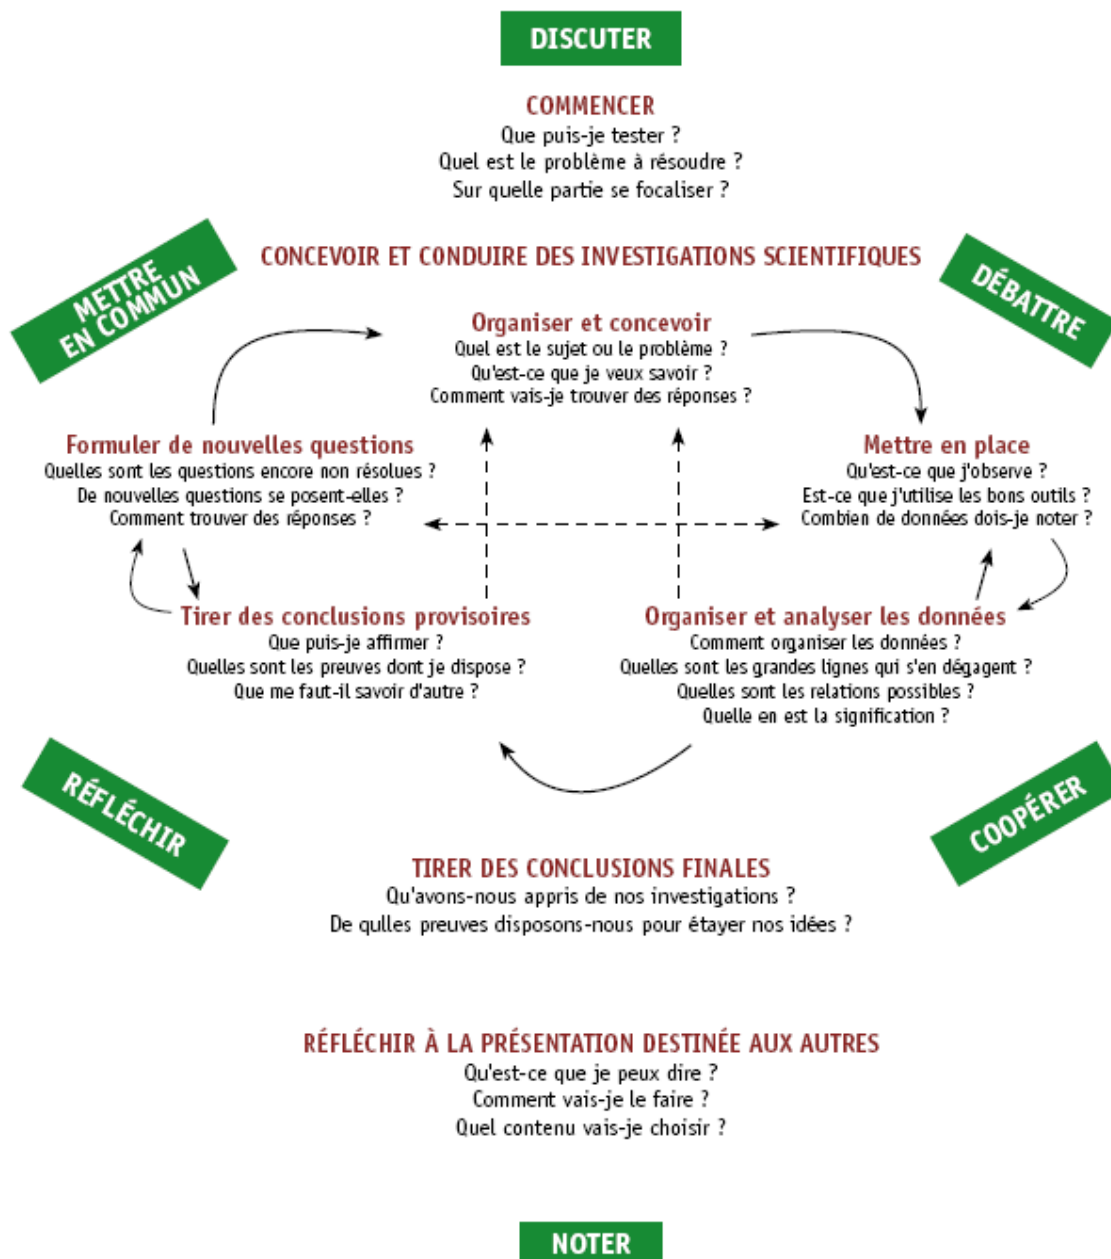 DISCUTER
COMMENCER
Que puis-je tester ?
Quel est le problème à résoudre ?
Sur quelle partie se focaliser ?
METTRE
EN COMMUN
CONCEVOIR ET CONDUIRE DES INVESTIGATIONS SCIENTIFIQUES
DÉBATTRE
Organiser et concevoir
Quel est le sujet ou le problème ?
Qu'est-ce que je veux savoir ?
Comment vais-je trouver des réponses ?
Formuler de nouvelles questions
Quelles sont les questions encore non résolues ?
De nouvelles questions se posent-elles ?
Comment trouver des réponses ?
Mettre en place
Qu'est-ce que j'observe ?
Est-ce que j'utilise les bons outils ?
Combien de données dois-je noter ?
Tirer des conclusions provisoires
Que puis-je affirmer ?
Quelles sont les preuves dont je dispose ?
Que me faut-il savoir d'autre ?
Organiser et analyser les données
Comment organiser les données ?
Quelles sont les grandes lignes qui s'en dégagent ?
Quelles sont les relations possibles ?
Quelle en est la signification ?
RÉFLÉCHIR
COOPÉRER
TIRER DES CONCLUSIONS FINALES
Qu'avons-nous appris de nos investigations ?
De qulles preuves disposons-nous pour étayer nos idées ?
RÉFLÉCHIR À LA PRÉSENTATION DESTINÉE AUX AUTRES
Qu'est-ce que je peux dire ?
Comment vais-je le faire ?
Quel contenu vais-je choisir ?
NOTER